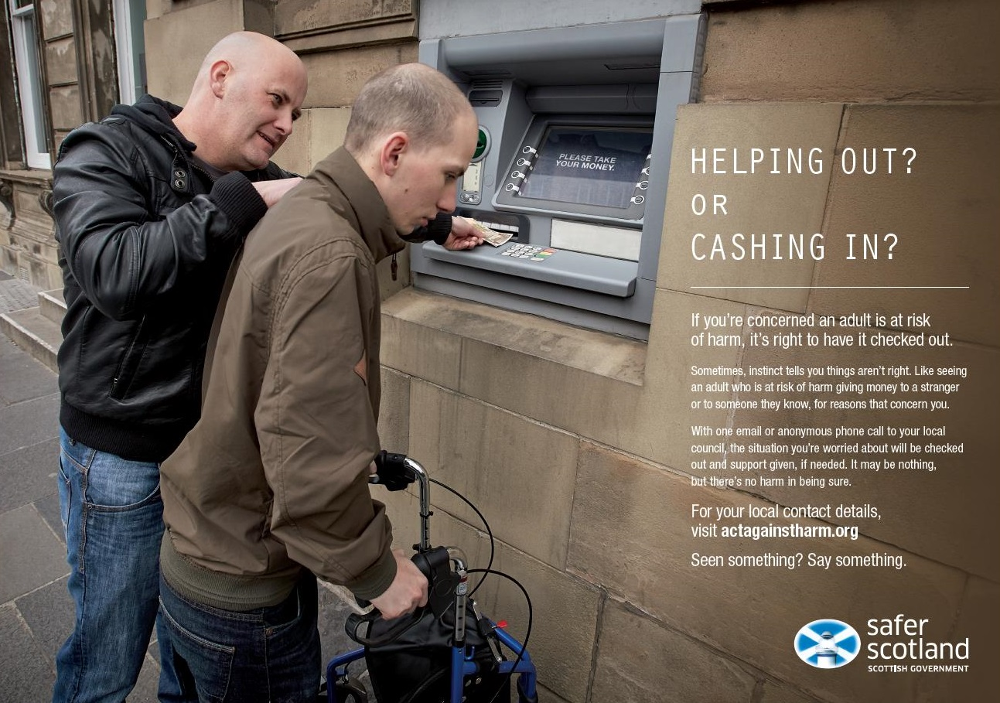 PLEASE TAKE
YOUR MONEY.
HELPING OUT?
OR
CASHING IN?
If you're concerned an adult is at risk
of harm, it's right to have it checked out.
Sometimes, instinct tells you things aren't right. Like seeing
an adult who is at risk of harm giving money to a stranger
or to someone they know, for reasons that concern you.
With one email or anonymous phone call to your local
council, the situation you're worried about will be checked
out and support given, if needed. It may be nothing,
but there's no harm in being sure.
For your local contact details,
visit actagainstharm.org
Seen something? Say something.
safer
scotland
SCOTTISH GOVERNMENT